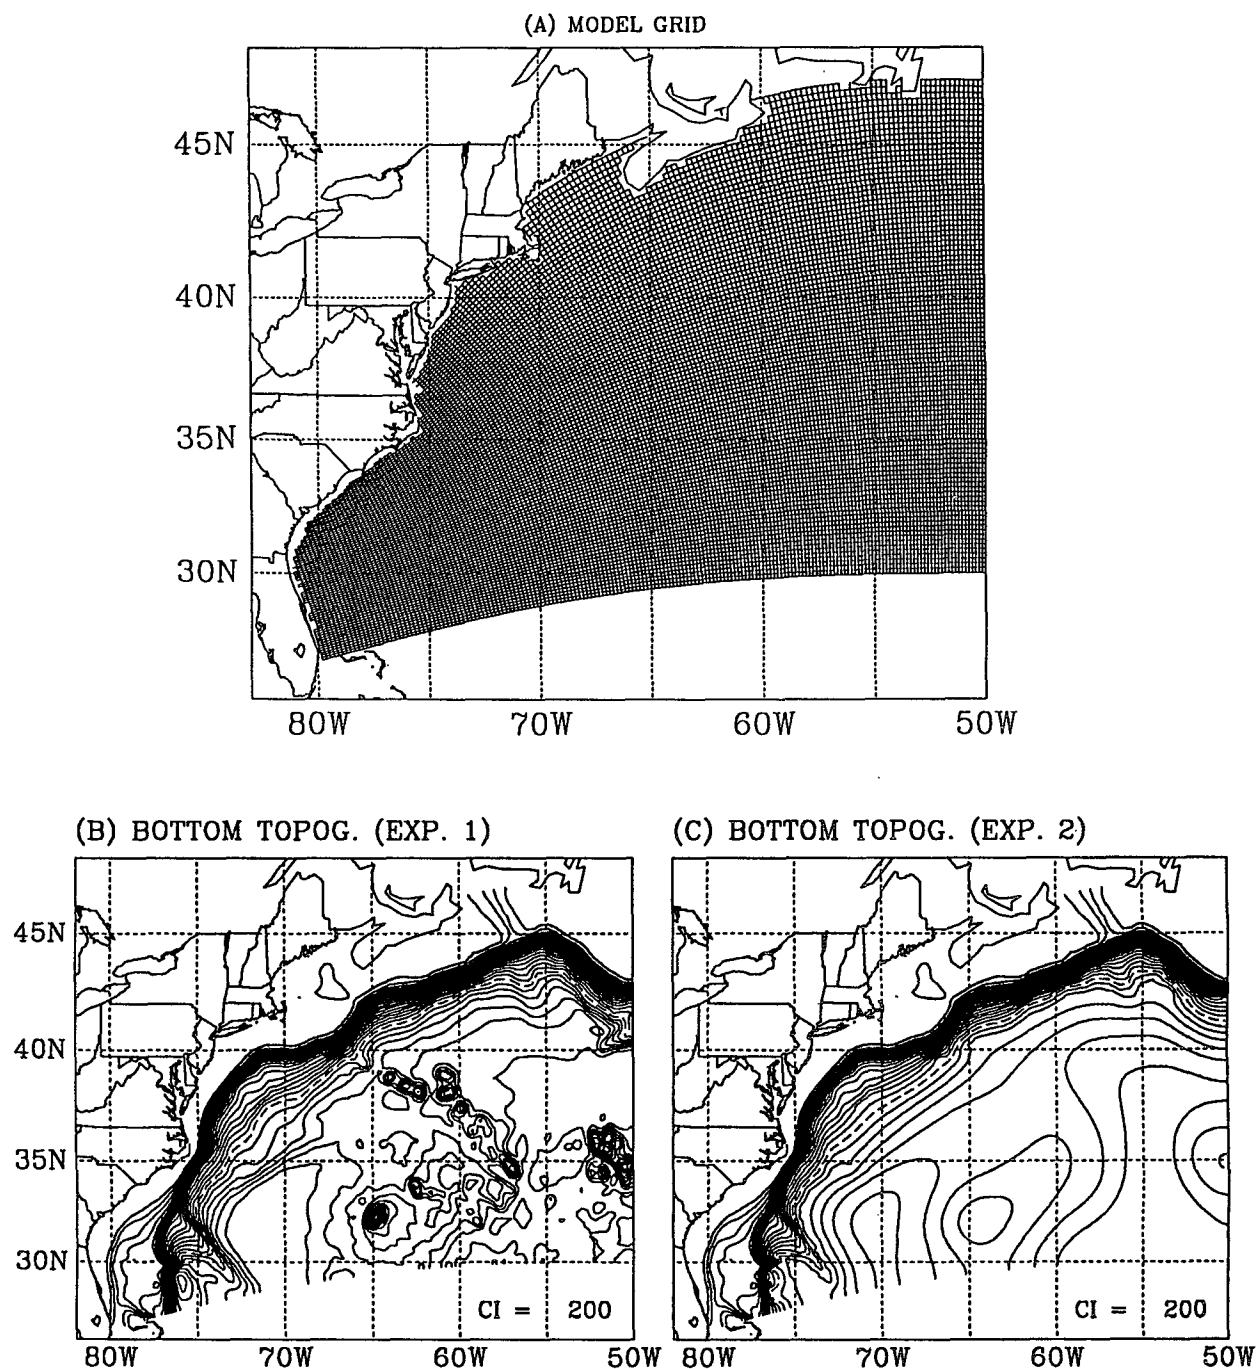 (A) MODEL GRID
45N
40N
35N
30N
80W 70W 60W 50W
(B) BOTTOM TOPOG. (EXP. 1)
(C) BOTTOM TOPOG. (EXP. 2)
45N
40N
35N
30N
CI = 200
CI = 200
80W 70W 60W 50W
80W 70W 60W 50W